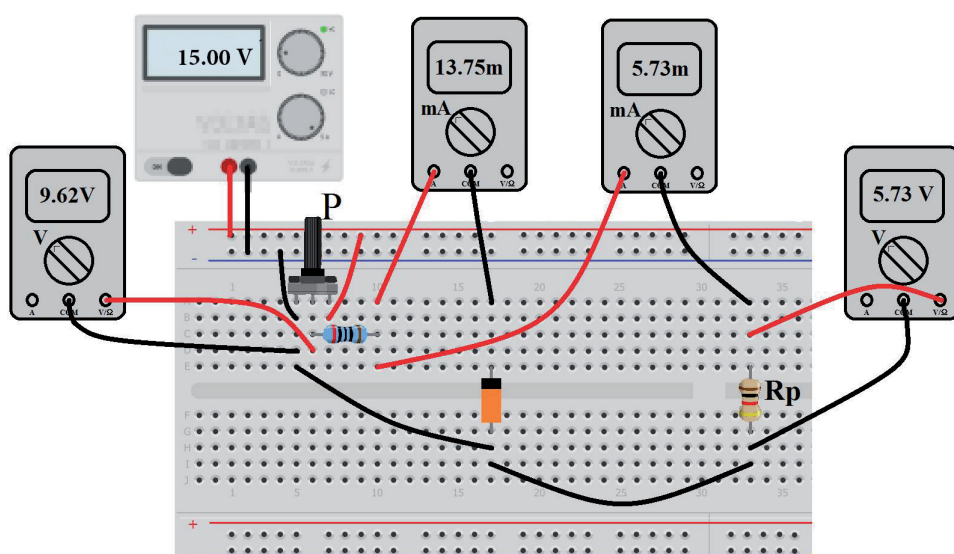 15.00 V
13.75m
mA
A
COM
V/Ω
5.73m
mA
A
COM
V/Ω
9.62V
V
A
COM
V/Ω
5.73 V
V
A
COM
V/Ω
P
+
-
1
5
10
15
20
25
30
35
A
B
C
D
E
Rp
F
G
H
I
J
1
5
10
15
20
25
30
35
+